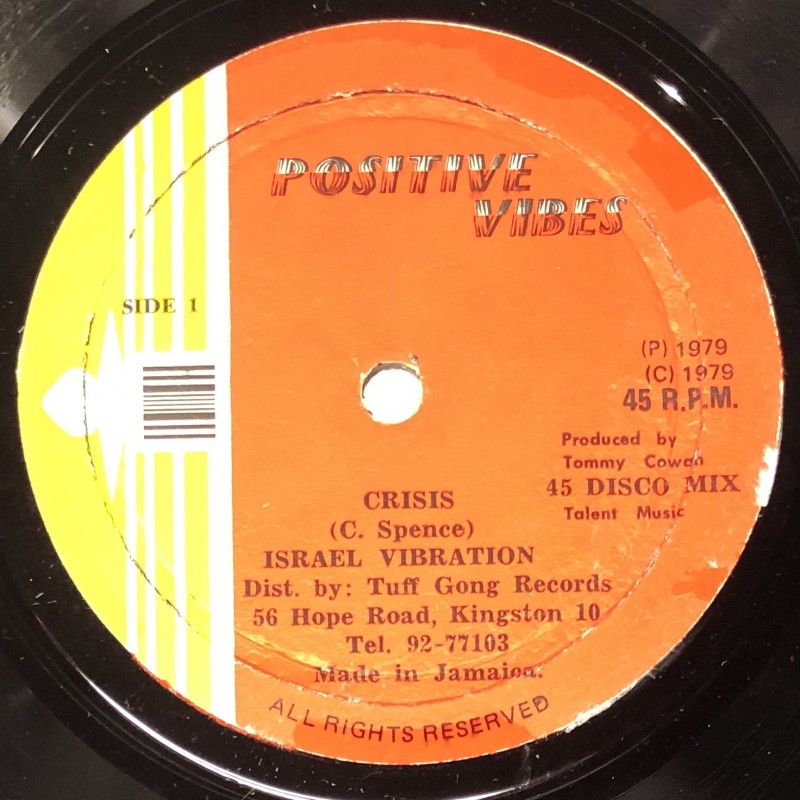 POSITIVE
VIBES
SIDE 1
(P) 1979
(C) 1979
45 R.P.M.
Produced by
Tommy Cowan
45 DISCO MIX
Talent Music
CRISIS
(C. Spence)
ISRAEL VIBRATION
Dist. by: Tuff Gong Records
56 Hope Road, Kingston 10
Tel. 92-77103
Made in Jamaica.
ALL RIGHTS RESERVED